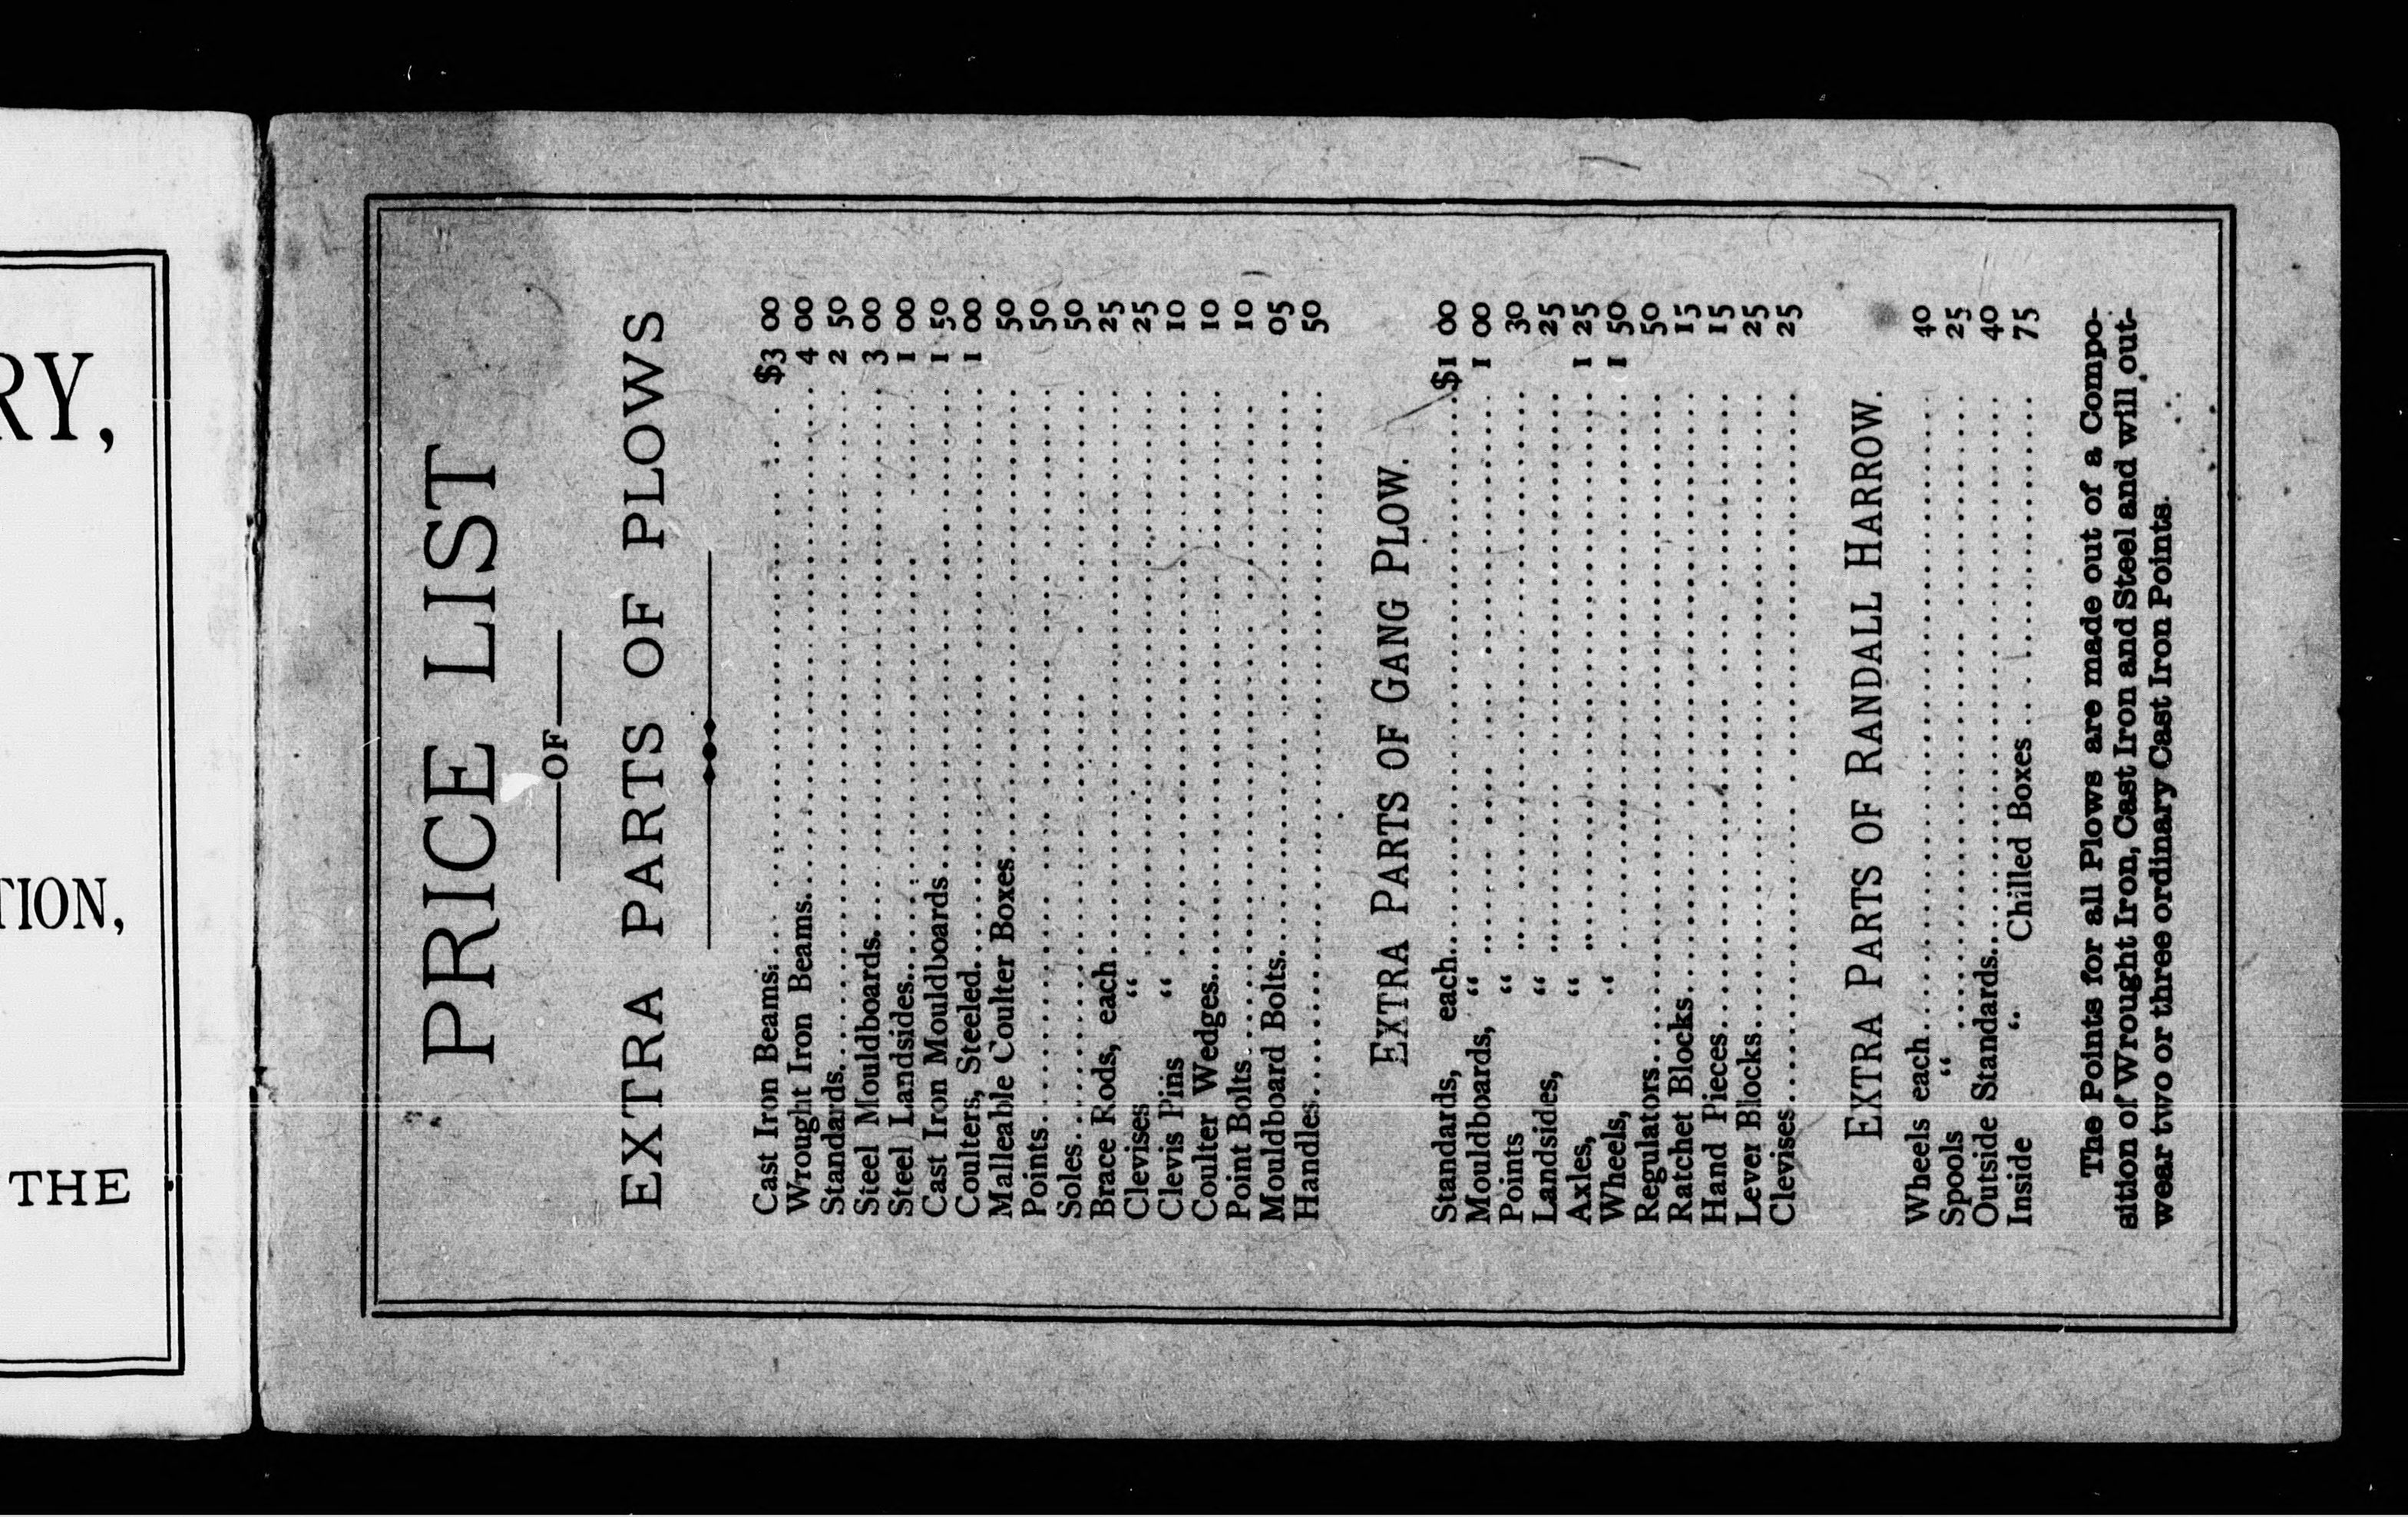 RY,
TION,
THE
PRICE LIST
OF
EXTRA PARTS OF PLOWS
Cast Iron Beams. $3 00
Wrought Iron Beams. 4 00
Standards. 2 50
Steel Mouldboards. 3 00
Steel Landsides. 1 00
Cast Iron Mouldboards 1 50
Coulters, Steeled. 1 00
Malleable Coulter Boxes 50
Points. 50
Soles. 50
Brace Rods, each. 25
Clevises “ 25
Clevis Pins “ 10
Coulter Wedges. 10
Point Bolts. 10
Mouldboard Bolts. 05
Handles. 50
EXTRA PARTS OF GANG PLOW.
Standards, each. $1 00
Mouldboards, “ 1 00
Points “ 30
Landsides, “ 25
Axles, “ 1 25
Wheels, “ 1 50
Regulators. 50
Ratchet Blocks. 15
Hand Pieces. 15
Lever Blocks. 25
Clevises. 25
EXTRA PARTS OF RANDALL HARROW.
Wheels each. 40
Spools “ 25
Outside Standards. 40
Inside “ Chilled Boxes 75
The Points for all Plows are made out of a Compo-
sition of Wrought Iron, Cast Iron and Steel and will out-
wear two or three ordinary Cast Iron Points.